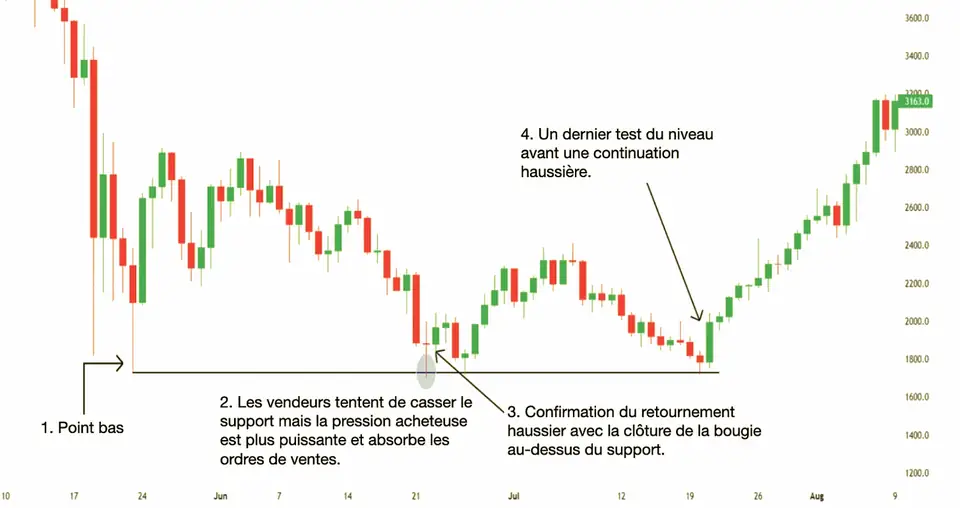 3600.0
3400.0
3200.0
3163.0
3000.0
4. Un dernier test du niveau
avant une continuation
haussière.
2800.0
2600.0
2400.0
2200.0
2000.0
1800.0
1600.0
1. Point bas
2. Les vendeurs tentent de casser le
support mais la pression acheteuse
est plus puissante et absorbe les
ordres de ventes.
3. Confirmation du retournement
haussier avec la clôture de la bougie
au-dessus du support.
1400.0
1200.0
10 17 24 Jun 7 14 21 Jul 12 19 26 Aug 9